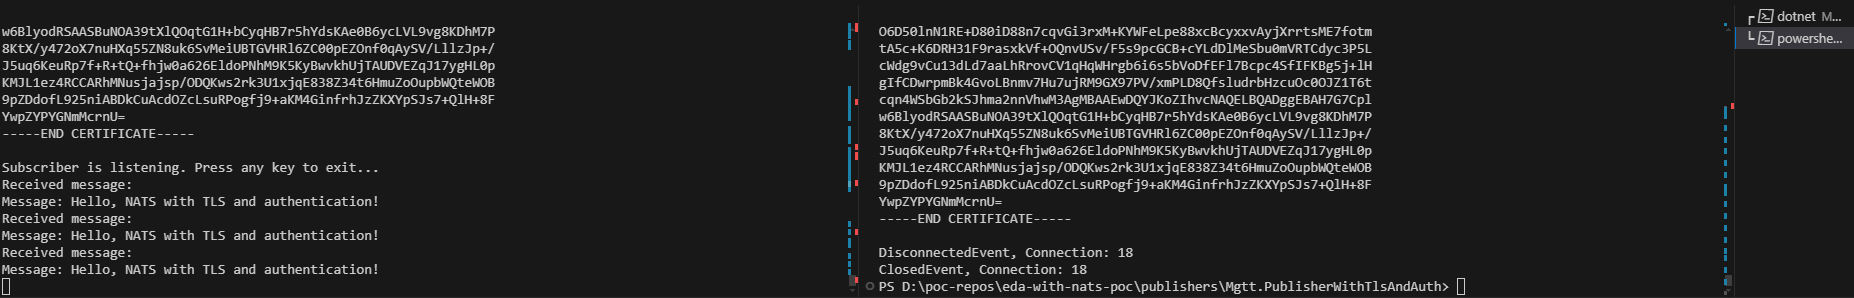 w6BlyodRSAASBuNOA39tXlQOqtG1H+bCyqHB7r5hYdsKAe0B6ycLVL9vg8KDhM7P
8KtX/y472oX7nuHXq55ZN8uk6SvMeiUBTGVHRl6ZC00pEZOnf0qAySV/LllzJp+/
J5uq6KeuRp7f+R+tQ+fhjw0a626EldoPNhM9K5KyBwvkhUjTAUDVEZqJ17ygHL0p
KMJL1ez4RCCARhMNusjajsp/ODQKws2rk3U1xjqE838Z34t6HmuZoOupbWQteWOB
9pZDdofL925niABDkCuAcdOZcLsuRPogfj9+aKM4GinfrhJzZKXYpSJs7+QlH+8F
YwpZYPYGNmMcrnU=
-----END CERTIFICATE-----
Subscriber is listening. Press any key to exit...
Received message:
Message: Hello, NATS with TLS and authentication!
Received message:
Message: Hello, NATS with TLS and authentication!
Received message:
Message: Hello, NATS with TLS and authentication!
O6D50lnN1RE+D80iD88n7cqvGi3rxM+KYWFeLpe88xcBcyxxvAyjXrrtsME7fotm
tA5c+K6DRH31F9rasxkVf+OQnvUSv/F5s9pcGCB+cYLdDlMeSbu0mVRTCdyc3P5L
cWdg9vCu13dLd7aaLhRrovCV1qHqWHrgb6i6s5bVoDfEFl7Bcpc4SfIFKBg5j+lH
gIfCDwrpmBk4GvoLBnmv7Hu7ujRM9GX97PV/xmPLD8QfsludrbHzcuOc0OJZ1T6t
cqn4WSbGb2kSJhma2nnVhwM3AgMBAAEwDQYJKoZIhvcNAQELBQADggEBAH7G7Cpl
w6BlyodRSAASBuNOA39tXlQOqtG1H+bCyqHB7r5hYdsKAe0B6ycLVL9vg8KDhM7P
8KtX/y472oX7nuHXq55ZN8uk6SvMeiUBTGVHRl6ZC00pEZOnf0qAySV/LllzJp+/
J5uq6KeuRp7f+R+tQ+fhjw0a626EldoPNhM9K5KyBwvkhUjTAUDVEZqJ17ygHL0p
KMJL1ez4RCCARhMNusjajsp/ODQKws2rk3U1xjqE838Z34t6HmuZoOupbWQteWOB
9pZDdofL925niABDkCuAcdOZcLsuRPogfj9+aKM4GinfrhJzZKXYpSJs7+QlH+8F
YwpZYPYGNmMcrnU=
-----END CERTIFICATE-----
DisconnectedEvent, Connection: 18
ClosedEvent, Connection: 18
PS D:\poc-repos\eda-with-nats-poc\publishers\Mgtt.PublisherWithTlsAndAuth>
dotnet M...
powershe...